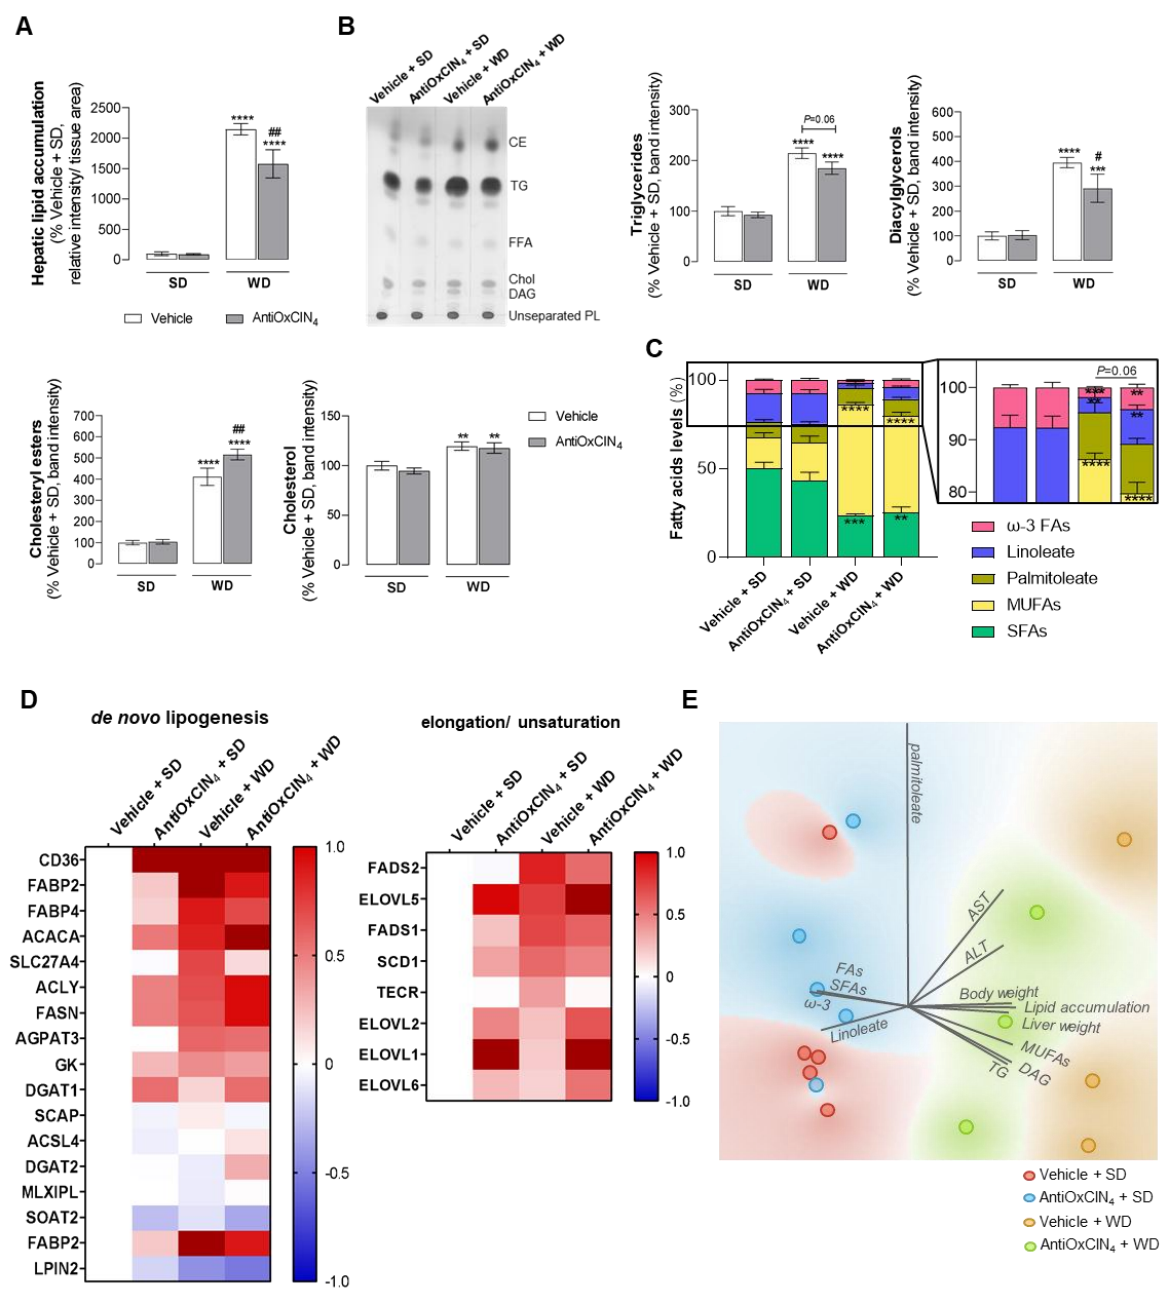 A
Hepatic lipid accumulation
(% Vehicle + SD,
relative intensity/ tissue area)
2500
2000
1500
1000
500
0
****
##
****
SD
WD
Vehicle
AntiOxCIN₄
B
Vehicle + SD
AntiOxCIN₄ + SD
Vehicle + WD
AntiOxCIN₄ + WD
CE
TG
FFA
Chol
DAG
Unseparated PL
Triglycerides
(% Vehicle + SD, band intensity)
300
200
100
0
P=0.06
****
****
SD
WD
Diacylglycerols
(% Vehicle + SD, band intensity)
600
400
300
200
100
0
****
#
***
SD
WD
Cholesteryl esters
(% Vehicle + SD, band intensity)
700
600
500
400
300
200
100
0
****
##
****
SD
WD
Cholesterol
(% Vehicle + SD, band intensity)
150
100
50
0
**
**
SD
WD
Vehicle
AntiOxCIN₄
C
Fatty acids levels (%)
100
50
0
****
****
***
**
Vehicle + SD
AntiOxCIN₄ + SD
Vehicle + WD
AntiOxCIN₄ + WD
P=0.06
100
90
80
***
**
**
**
****
****
ω-3 FAs
Linoleate
Palmitoleate
MUFAs
SFAs
D
de novo lipogenesis
Vehicle + SD
AntiOxCIN₄ + SD
Vehicle + WD
AntiOxCIN₄ + WD
CD36
FABP2
FABP4
ACACA
SLC27A4
ACLY
FASN
AGPAT3
GK
DGAT1
SCAP
ACSL4
DGAT2
MLXIPL
SOAT2
FABP2
LPIN2
1.0
0.5
0
-0.5
-1.0
elongation/ unsaturation
Vehicle + SD
AntiOxCIN₄ + SD
Vehicle + WD
AntiOxCIN₄ + WD
FADS2
ELOVL5
FADS1
SCD1
TECR
ELOVL2
ELOVL1
ELOVL6
1.0
0.5
0
-0.5
-1.0
E
palmitoleate
AST
ALT
FAs
SFAs
ω-3
Linoleate
Body weight
Lipid accumulation
Liver weight
MUFAs
DAG
TG
Vehicle + SD
AntiOxCIN₄ + SD
Vehicle + WD
AntiOxCIN₄ + WD